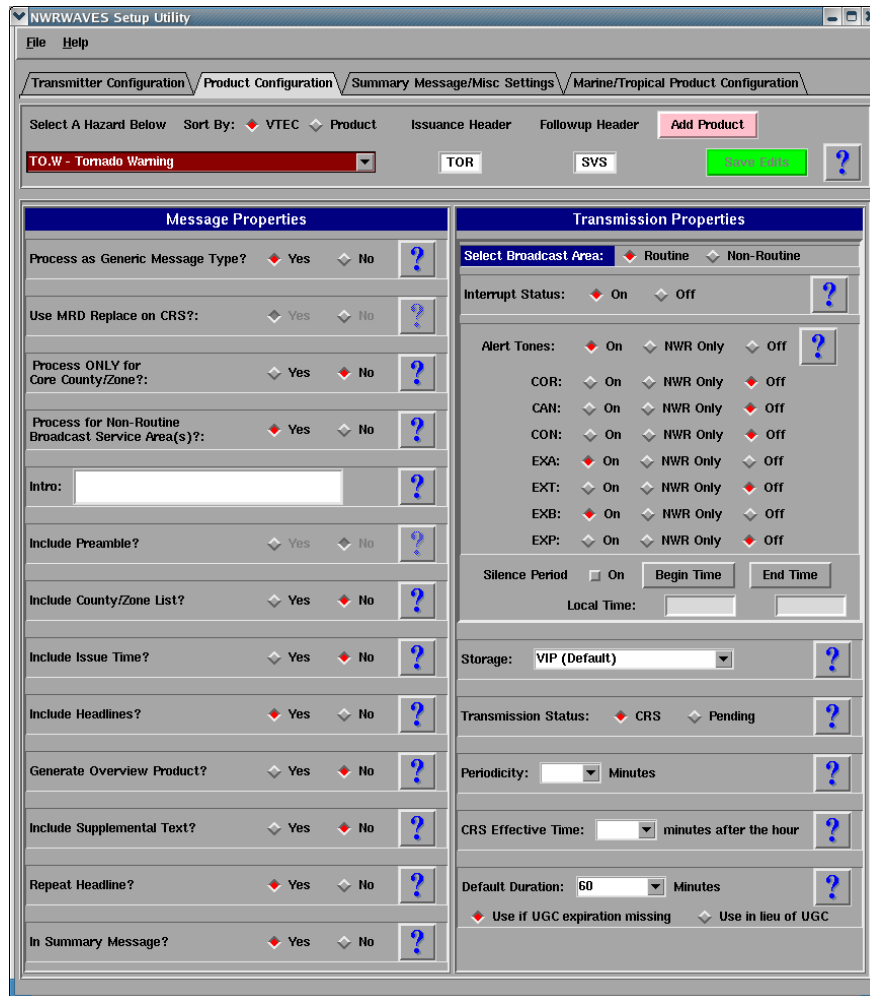 NWRWAVES Setup Utility
File Help
Transmitter Configuration Product Configuration Summary Message/Misc Settings Marine/Tropical Product Configuration
Select A Hazard Below Sort By: VTEC Product Issuance Header Followup Header Add Product
TO.W - Tornado Warning TOR SVS Save Edits ?
Message Properties
Process as Generic Message Type? Yes No ?
Use MRD Replace on CRS?: Yes No ?
Process ONLY for
Core County/Zone?: Yes No ?
Process for Non-Routine
Broadcast Service Area(s)?: Yes No ?
Intro: ?
Include Preamble? Yes No ?
Include County/Zone List? Yes No ?
Include Issue Time? Yes No ?
Include Headlines? Yes No ?
Generate Overview Product? Yes No ?
Include Supplemental Text? Yes No ?
Repeat Headline? Yes No ?
In Summary Message? Yes No ?
Transmission Properties
Select Broadcast Area: Routine Non-Routine
Interrupt Status: On Off ?
Alert Tones: On NWR Only Off ?
COR: On NWR Only Off
CAN: On NWR Only Off
CON: On NWR Only Off
EXA: On NWR Only Off
EXT: On NWR Only Off
EXB: On NWR Only Off
EXP: On NWR Only Off
Silence Period On Begin Time End Time
Local Time:
Storage: VIP (Default) ?
Transmission Status: CRS Pending ?
Periodicity: Minutes ?
CRS Effective Time: minutes after the hour ?
Default Duration: 60 Minutes ?
Use if UGC expiration missing Use in lieu of UGC